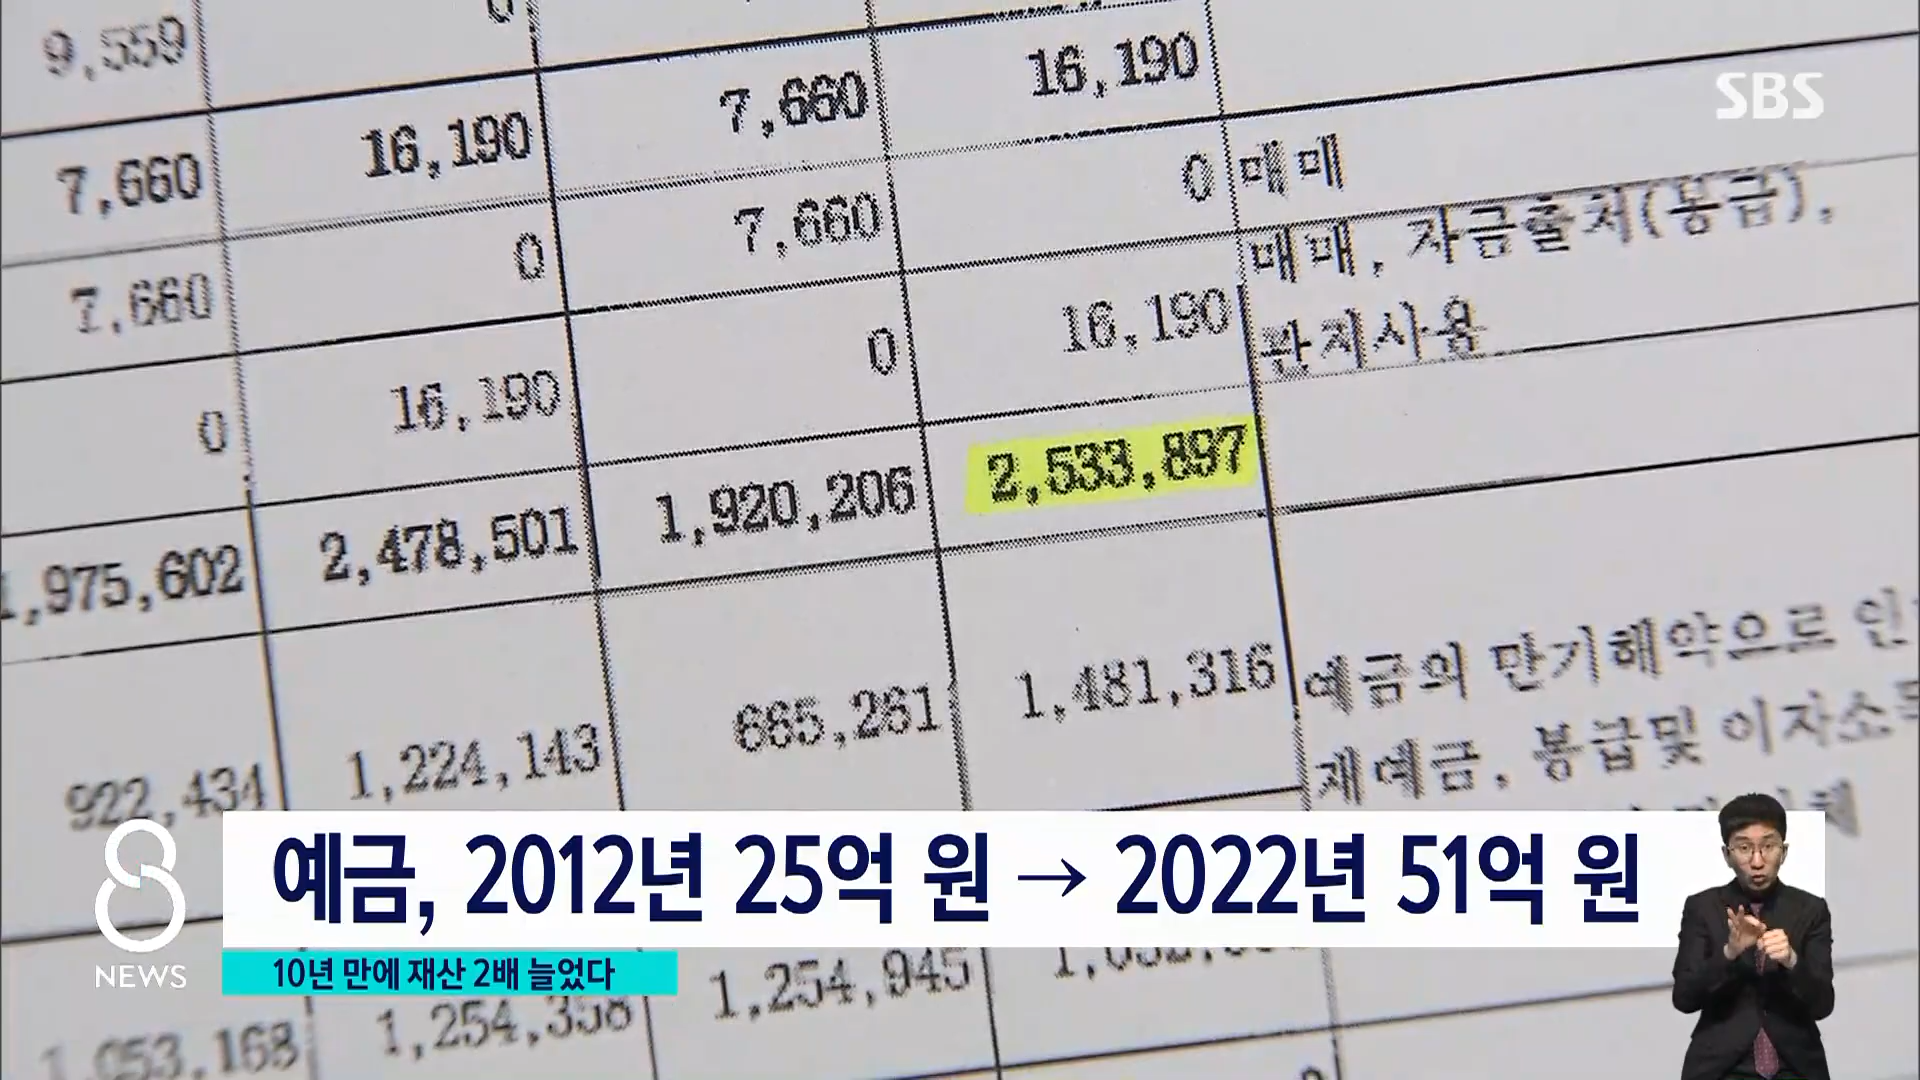 9,559
0
7,660
16,190
7,660
16,190
SBS
7,660
0
7,660
0
매매
0
16,190
0
16,190
매매, 자금출처(봉급),
관저사용
1,975,602
2,478,501
1,920,206
2,533,897
922,434
1,224,143
665,261
1,481,316
예금의 만기해약으로 인
재예금, 봉급및 이자소득
예금, 2012년 25억 원 → 2022년 51억 원
8 NEWS
10년 만에 재산 2배 늘었다
1,053,168
1,254,358
1,254,945